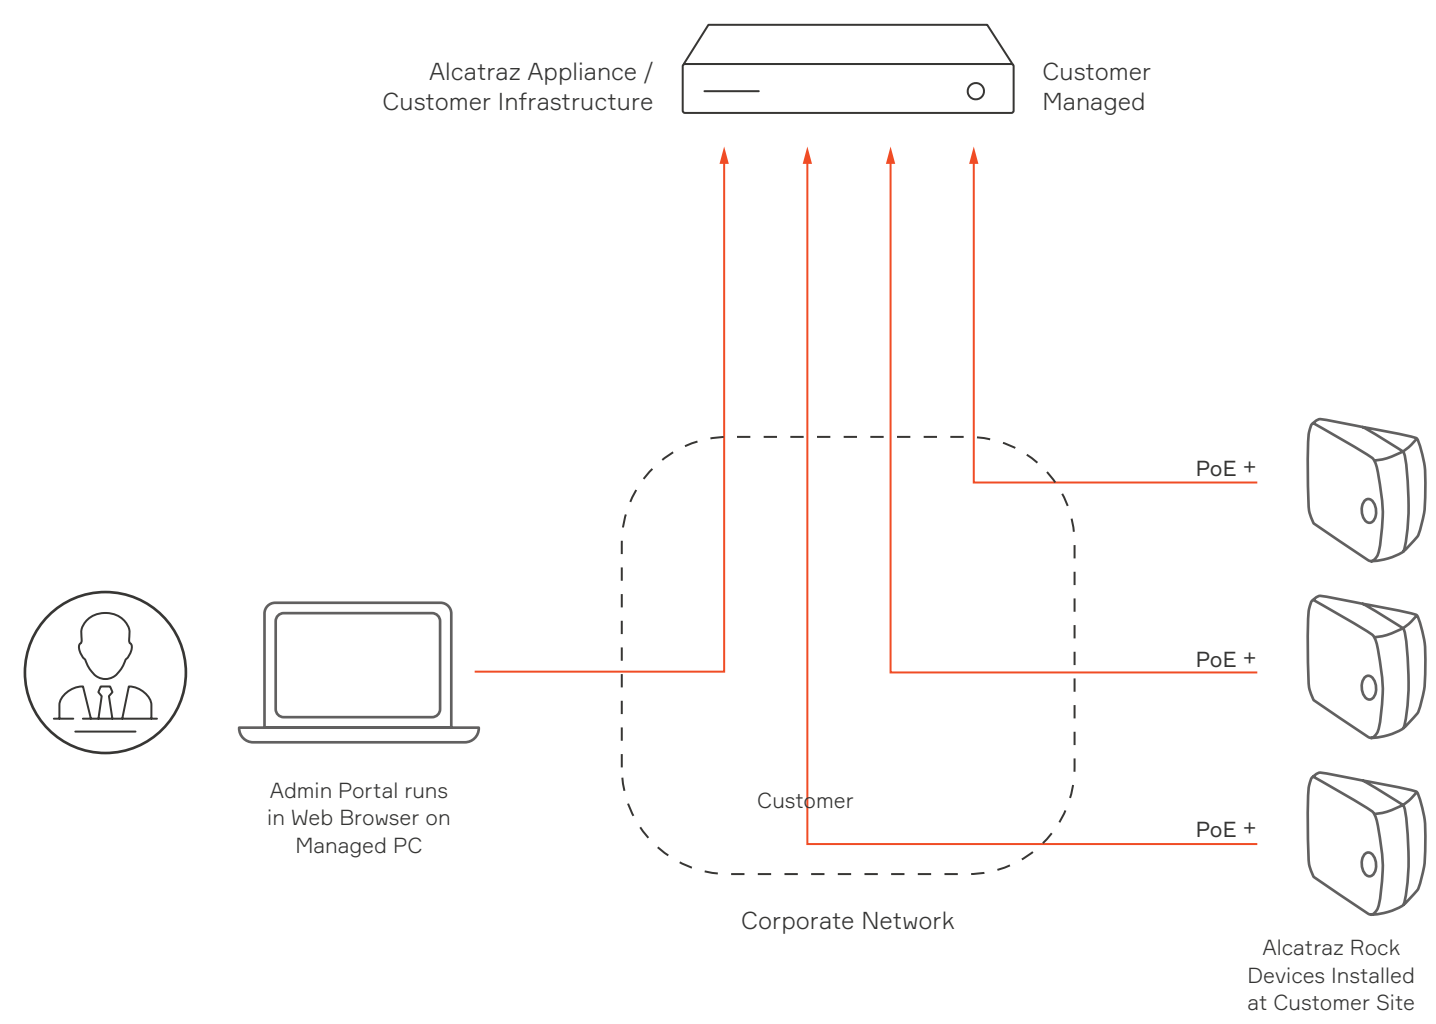 Alcatraz Appliance /
Customer Infrastructure
Customer
Managed
PoE +
PoE +
PoE +
Admin Portal runs
in Web Browser on
Managed PC
Customer
Corporate Network
Alcatraz Rock
Devices Installed
at Customer Site